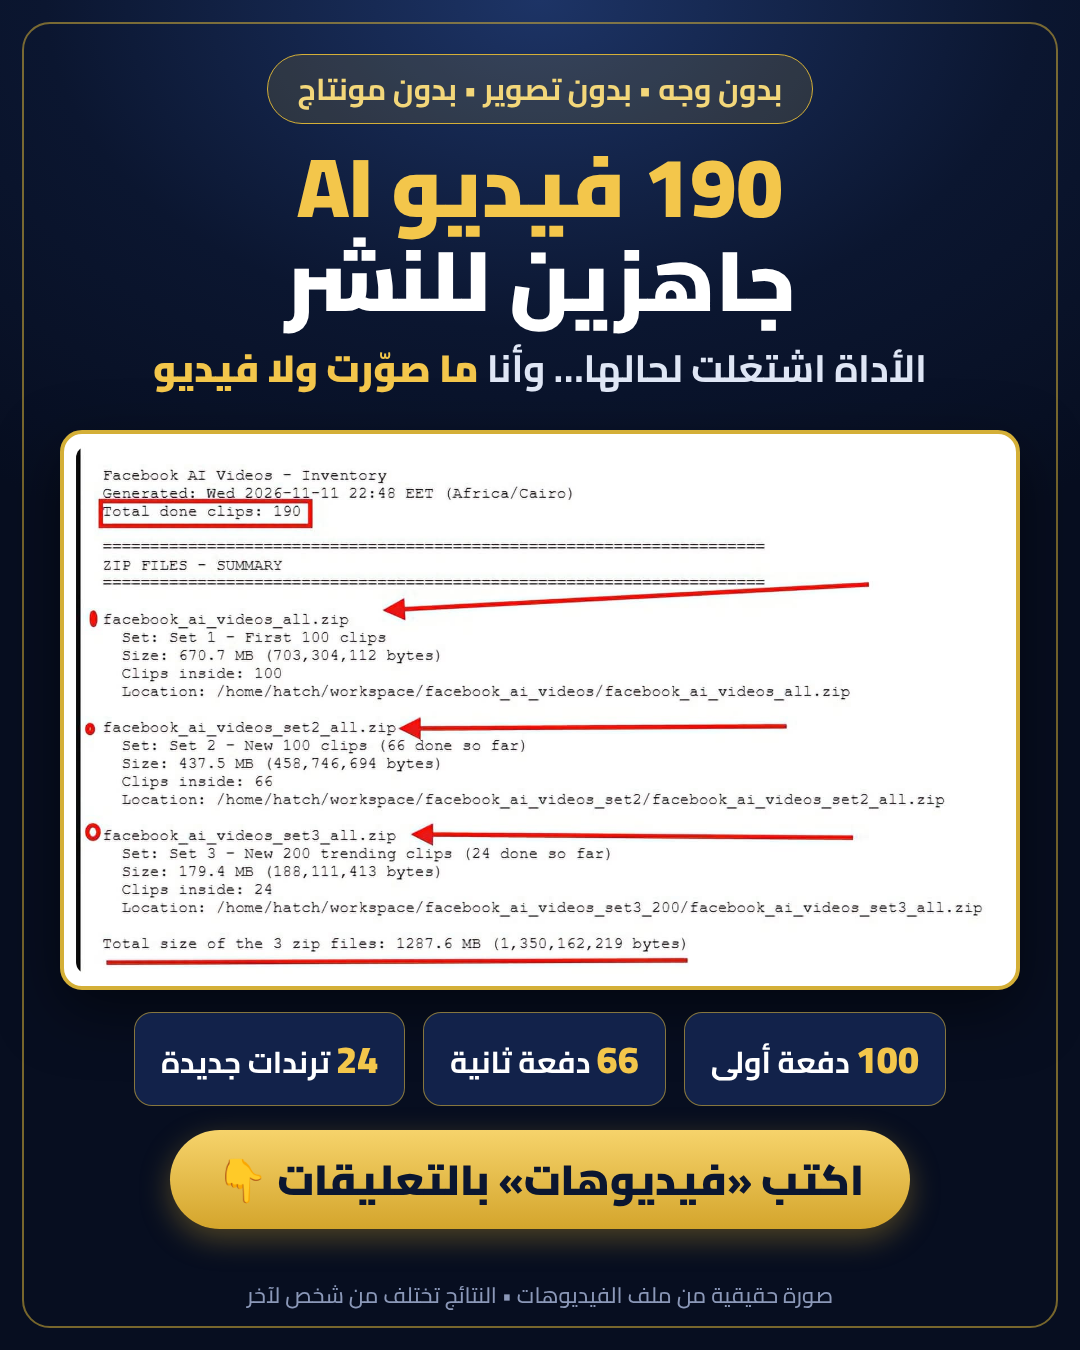 بدون وجه ▪ بدون تصوير ▪ بدون مونتاج
190 فيديو AI
جاهزين للنشر
الأداة اشتغلت لحالها... وأنا ما صوّرت ولا فيديو
Facebook AI Videos - Inventory
Generated: Wed 2026-11-11 22:48 EET (Africa/Cairo)
Total done clips: 190
======================================================================
ZIP FILES - SUMMARY
======================================================================
facebook_ai_videos_all.zip
Set: Set 1 - First 100 clips
Size: 670.7 MB (703,304,112 bytes)
Clips inside: 100
Location: /home/hatch/workspace/facebook_ai_videos/facebook_ai_videos_all.zip
facebook_ai_videos_set2_all.zip
Set: Set 2 - New 100 clips (66 done so far)
Size: 437.5 MB (458,746,694 bytes)
Clips inside: 66
Location: /home/hatch/workspace/facebook_ai_videos_set2/facebook_ai_videos_set2_all.zip
facebook_ai_videos_set3_all.zip
Set: Set 3 - New 200 trending clips (24 done so far)
Size: 179.4 MB (188,111,413 bytes)
Clips inside: 24
Location: /home/hatch/workspace/facebook_ai_videos_set3_200/facebook_ai_videos_set3_all.zip
Total size of the 3 zip files: 1287.6 MB (1,350,162,219 bytes)
100 دفعة أولى
66 دفعة ثانية
24 ترندات جديدة
اكتب «فيديوهات» بالتعليقات 👇
صورة حقيقية من ملف الفيديوهات ▪ النتائج تختلف من شخص لآخر